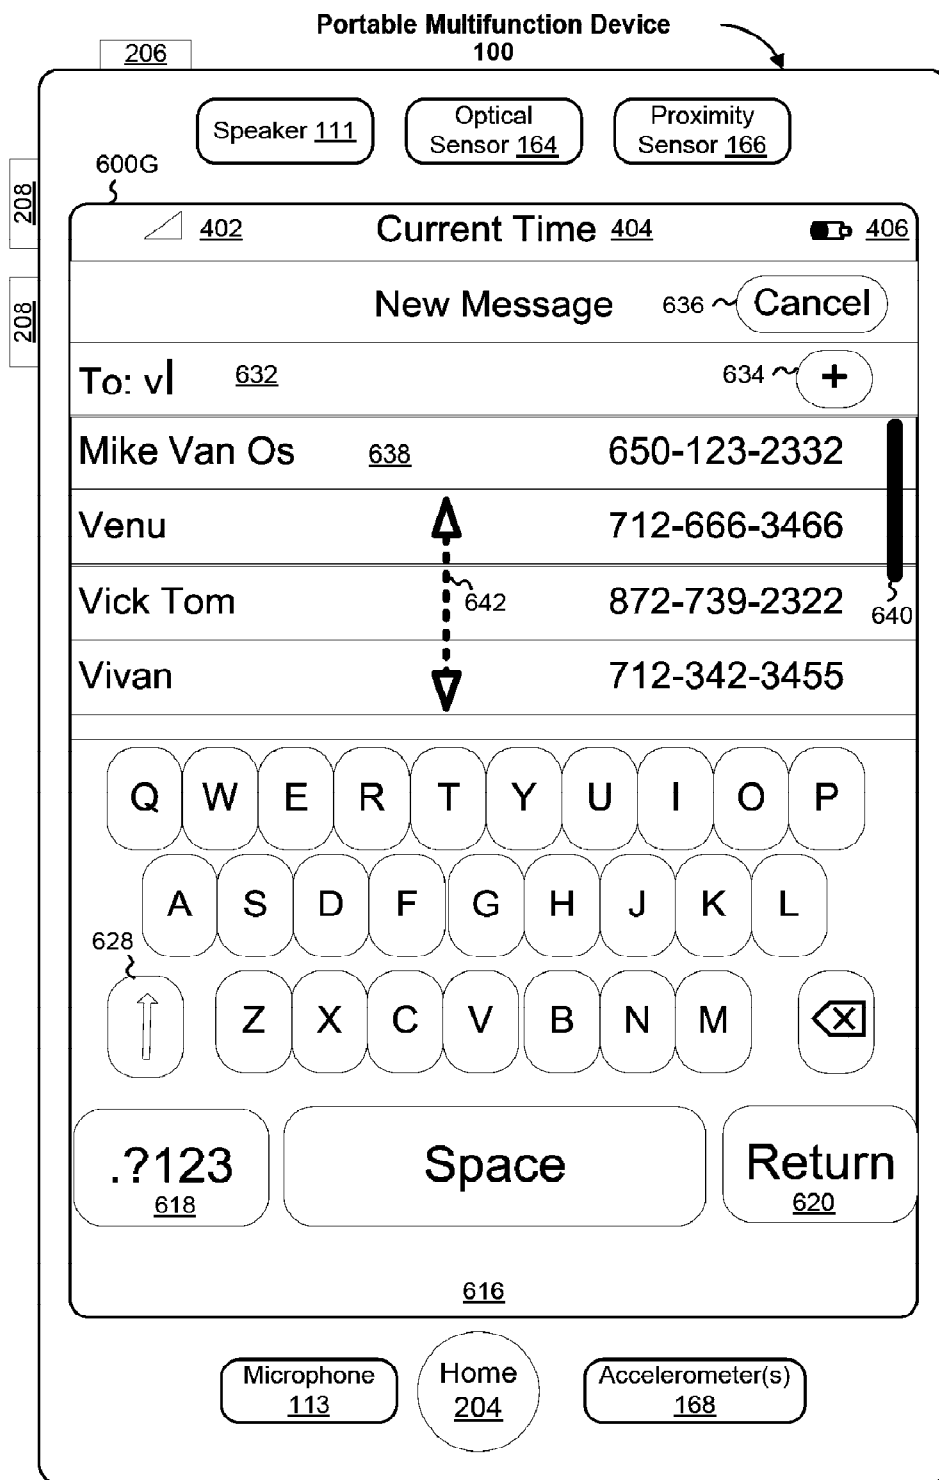 Portable Multifunction Device
100
206
Speaker 111
Optical
Sensor 164
Proximity
Sensor 166
600G
208
208
402
Current Time 404
406
New Message
636
Cancel
To: v
632
634
+
Mike Van Os
638
650-123-2332
Venu
712-666-3466
Vick Tom
642
872-739-2322
640
Vivan
712-342-3455
Q W E R T Y U I O P
A S D F G H J K L
628
Z X C V B N M
.?123
618
Space
Return
620
616
Microphone
113
Home
204
Accelerometer(s)
168